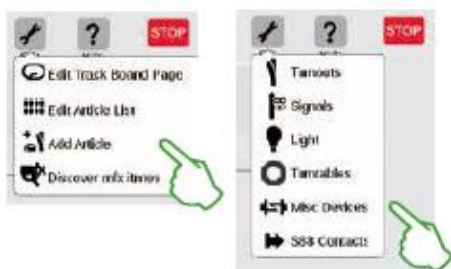 ?
STOP
Edit Track Board Page
Edit Article List
Add Article
Discover mfx items
?
STOP
Turnouts
Signals
Light
Turntables
Misc Devices
S88 Contacts